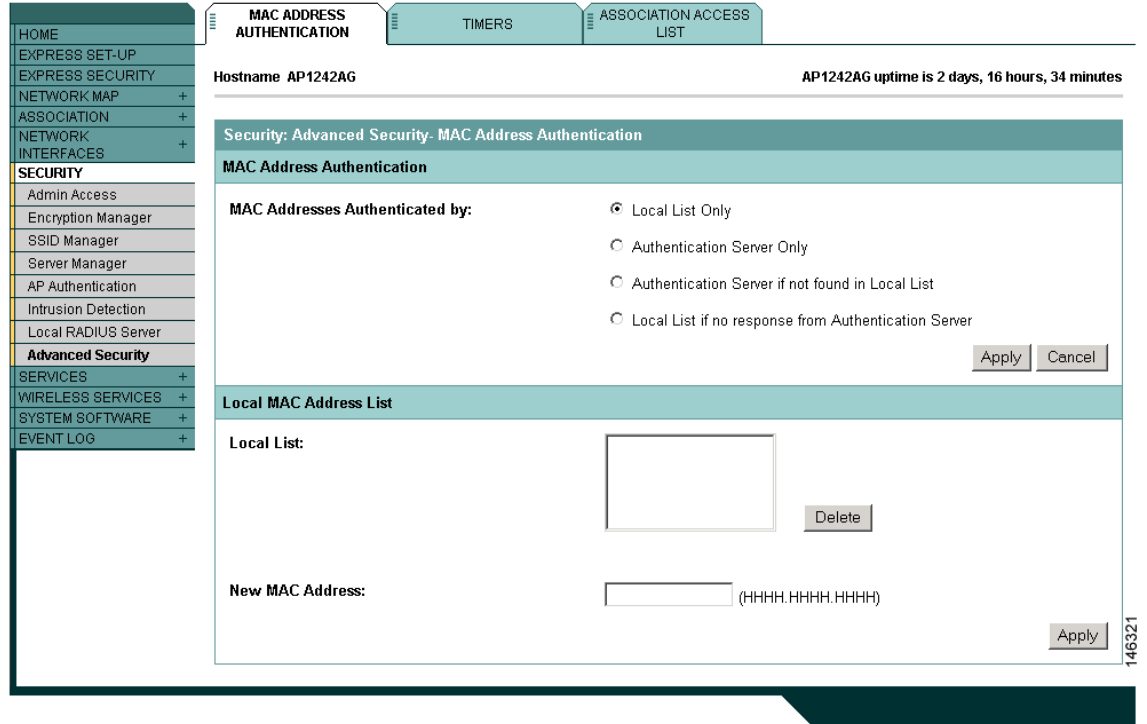 MAC ADDRESS
AUTHENTICATION
TIMERS
ASSOCIATION ACCESS
LIST
HOME
EXPRESS SET-UP
EXPRESS SECURITY
NETWORK MAP +
ASSOCIATION +
NETWORK
INTERFACES +
SECURITY
Admin Access
Encryption Manager
SSID Manager
Server Manager
AP Authentication
Intrusion Detection
Local RADIUS Server
Advanced Security
SERVICES +
WIRELESS SERVICES +
SYSTEM SOFTWARE +
EVENT LOG +
Hostname AP1242AG
AP1242AG uptime is 2 days, 16 hours, 34 minutes
Security: Advanced Security- MAC Address Authentication
MAC Address Authentication
MAC Addresses Authenticated by:
Local List Only
Authentication Server Only
Authentication Server if not found in Local List
Local List if no response from Authentication Server
Apply
Cancel
Local MAC Address List
Local List:
Delete
New MAC Address:
(HHHH.HHHH.HHHH)
Apply
146321